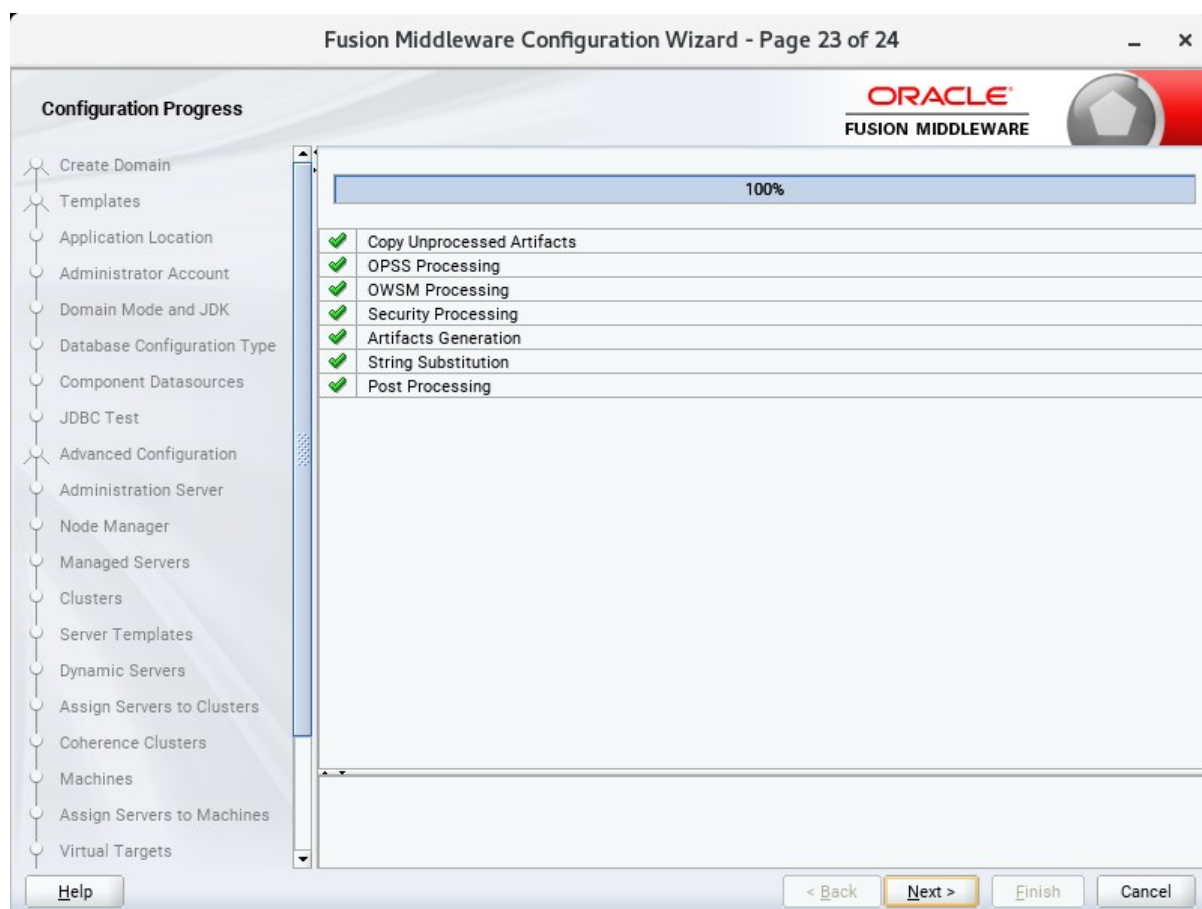 Fusion Middleware Configuration Wizard - Page 23 of 24
Configuration Progress
ORACLE
FUSION MIDDLEWARE
Create Domain
Templates
Application Location
Administrator Account
Domain Mode and JDK
Database Configuration Type
Component Datasources
JDBC Test
Advanced Configuration
Administration Server
Node Manager
Managed Servers
Clusters
Server Templates
Dynamic Servers
Assign Servers to Clusters
Coherence Clusters
Machines
Assign Servers to Machines
Virtual Targets
100%
Copy Unprocessed Artifacts
OPSS Processing
OWSM Processing
Security Processing
Artifacts Generation
String Substitution
Post Processing
Help
< Back
Next >
Finish
Cancel